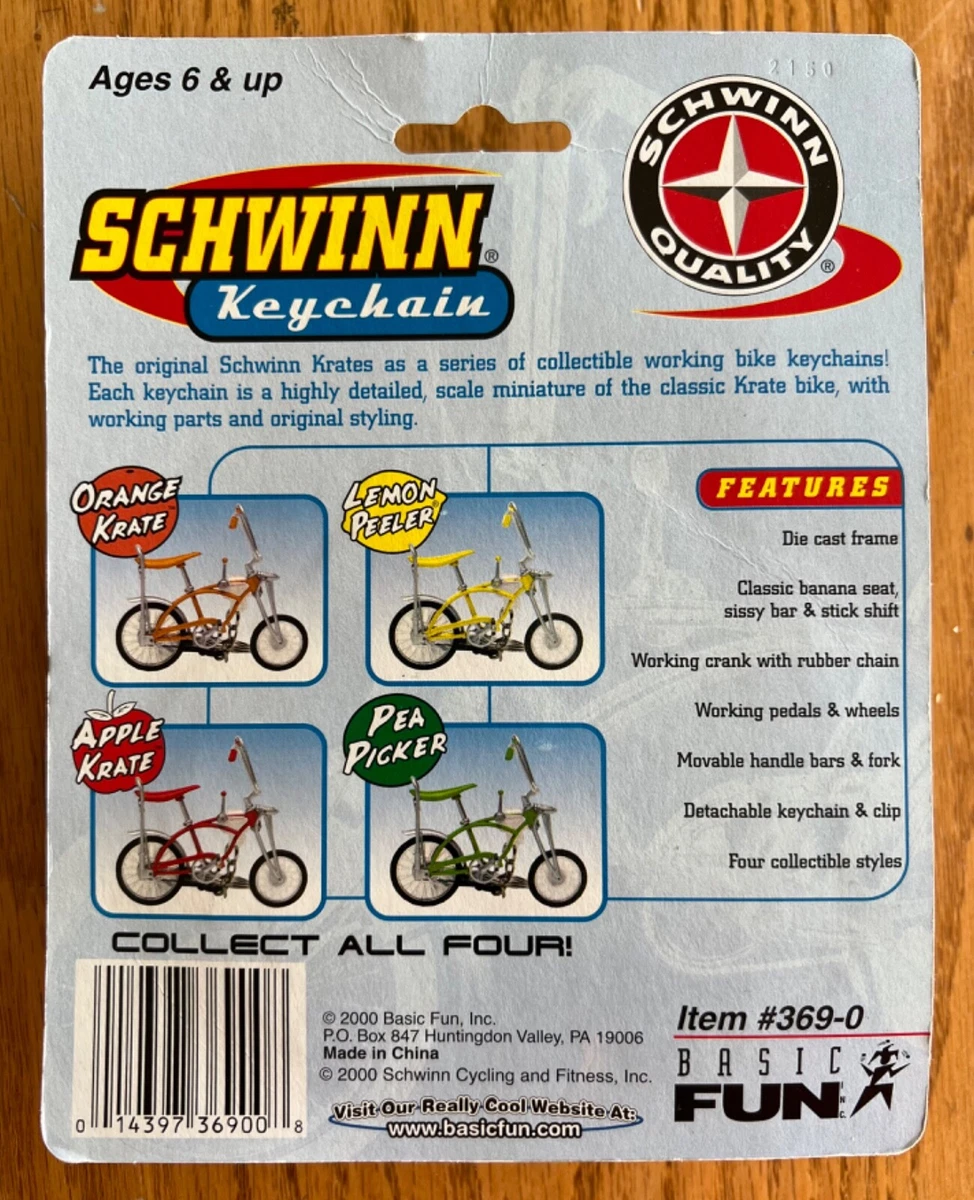 Ages 6 & up
2160
SCHWINN
QUALITY®
SCHWINN®
Keychain
The original Schwinn Krates as a series of collectible working bike keychains!
Each keychain is a highly detailed, scale miniature of the classic Krate bike, with
working parts and original styling.
ORANGE
KRATE™
LEMON
PEELER®
APPLE
KRATE
PEA
PICKER
FEATURES
Die cast frame
Classic banana seat,
sissy bar & stick shift
Working crank with rubber chain
Working pedals & wheels
Movable handle bars & fork
Detachable keychain & clip
Four collectible styles
COLLECT ALL FOUR!
0 14397 36900 8
© 2000 Basic Fun, Inc.
P.O. Box 847 Huntingdon Valley, PA 19006
Made in China
© 2000 Schwinn Cycling and Fitness, Inc.
Visit Our Really Cool Website At:
www.basicfun.com
Item #369-0
BASIC
FUN INC.